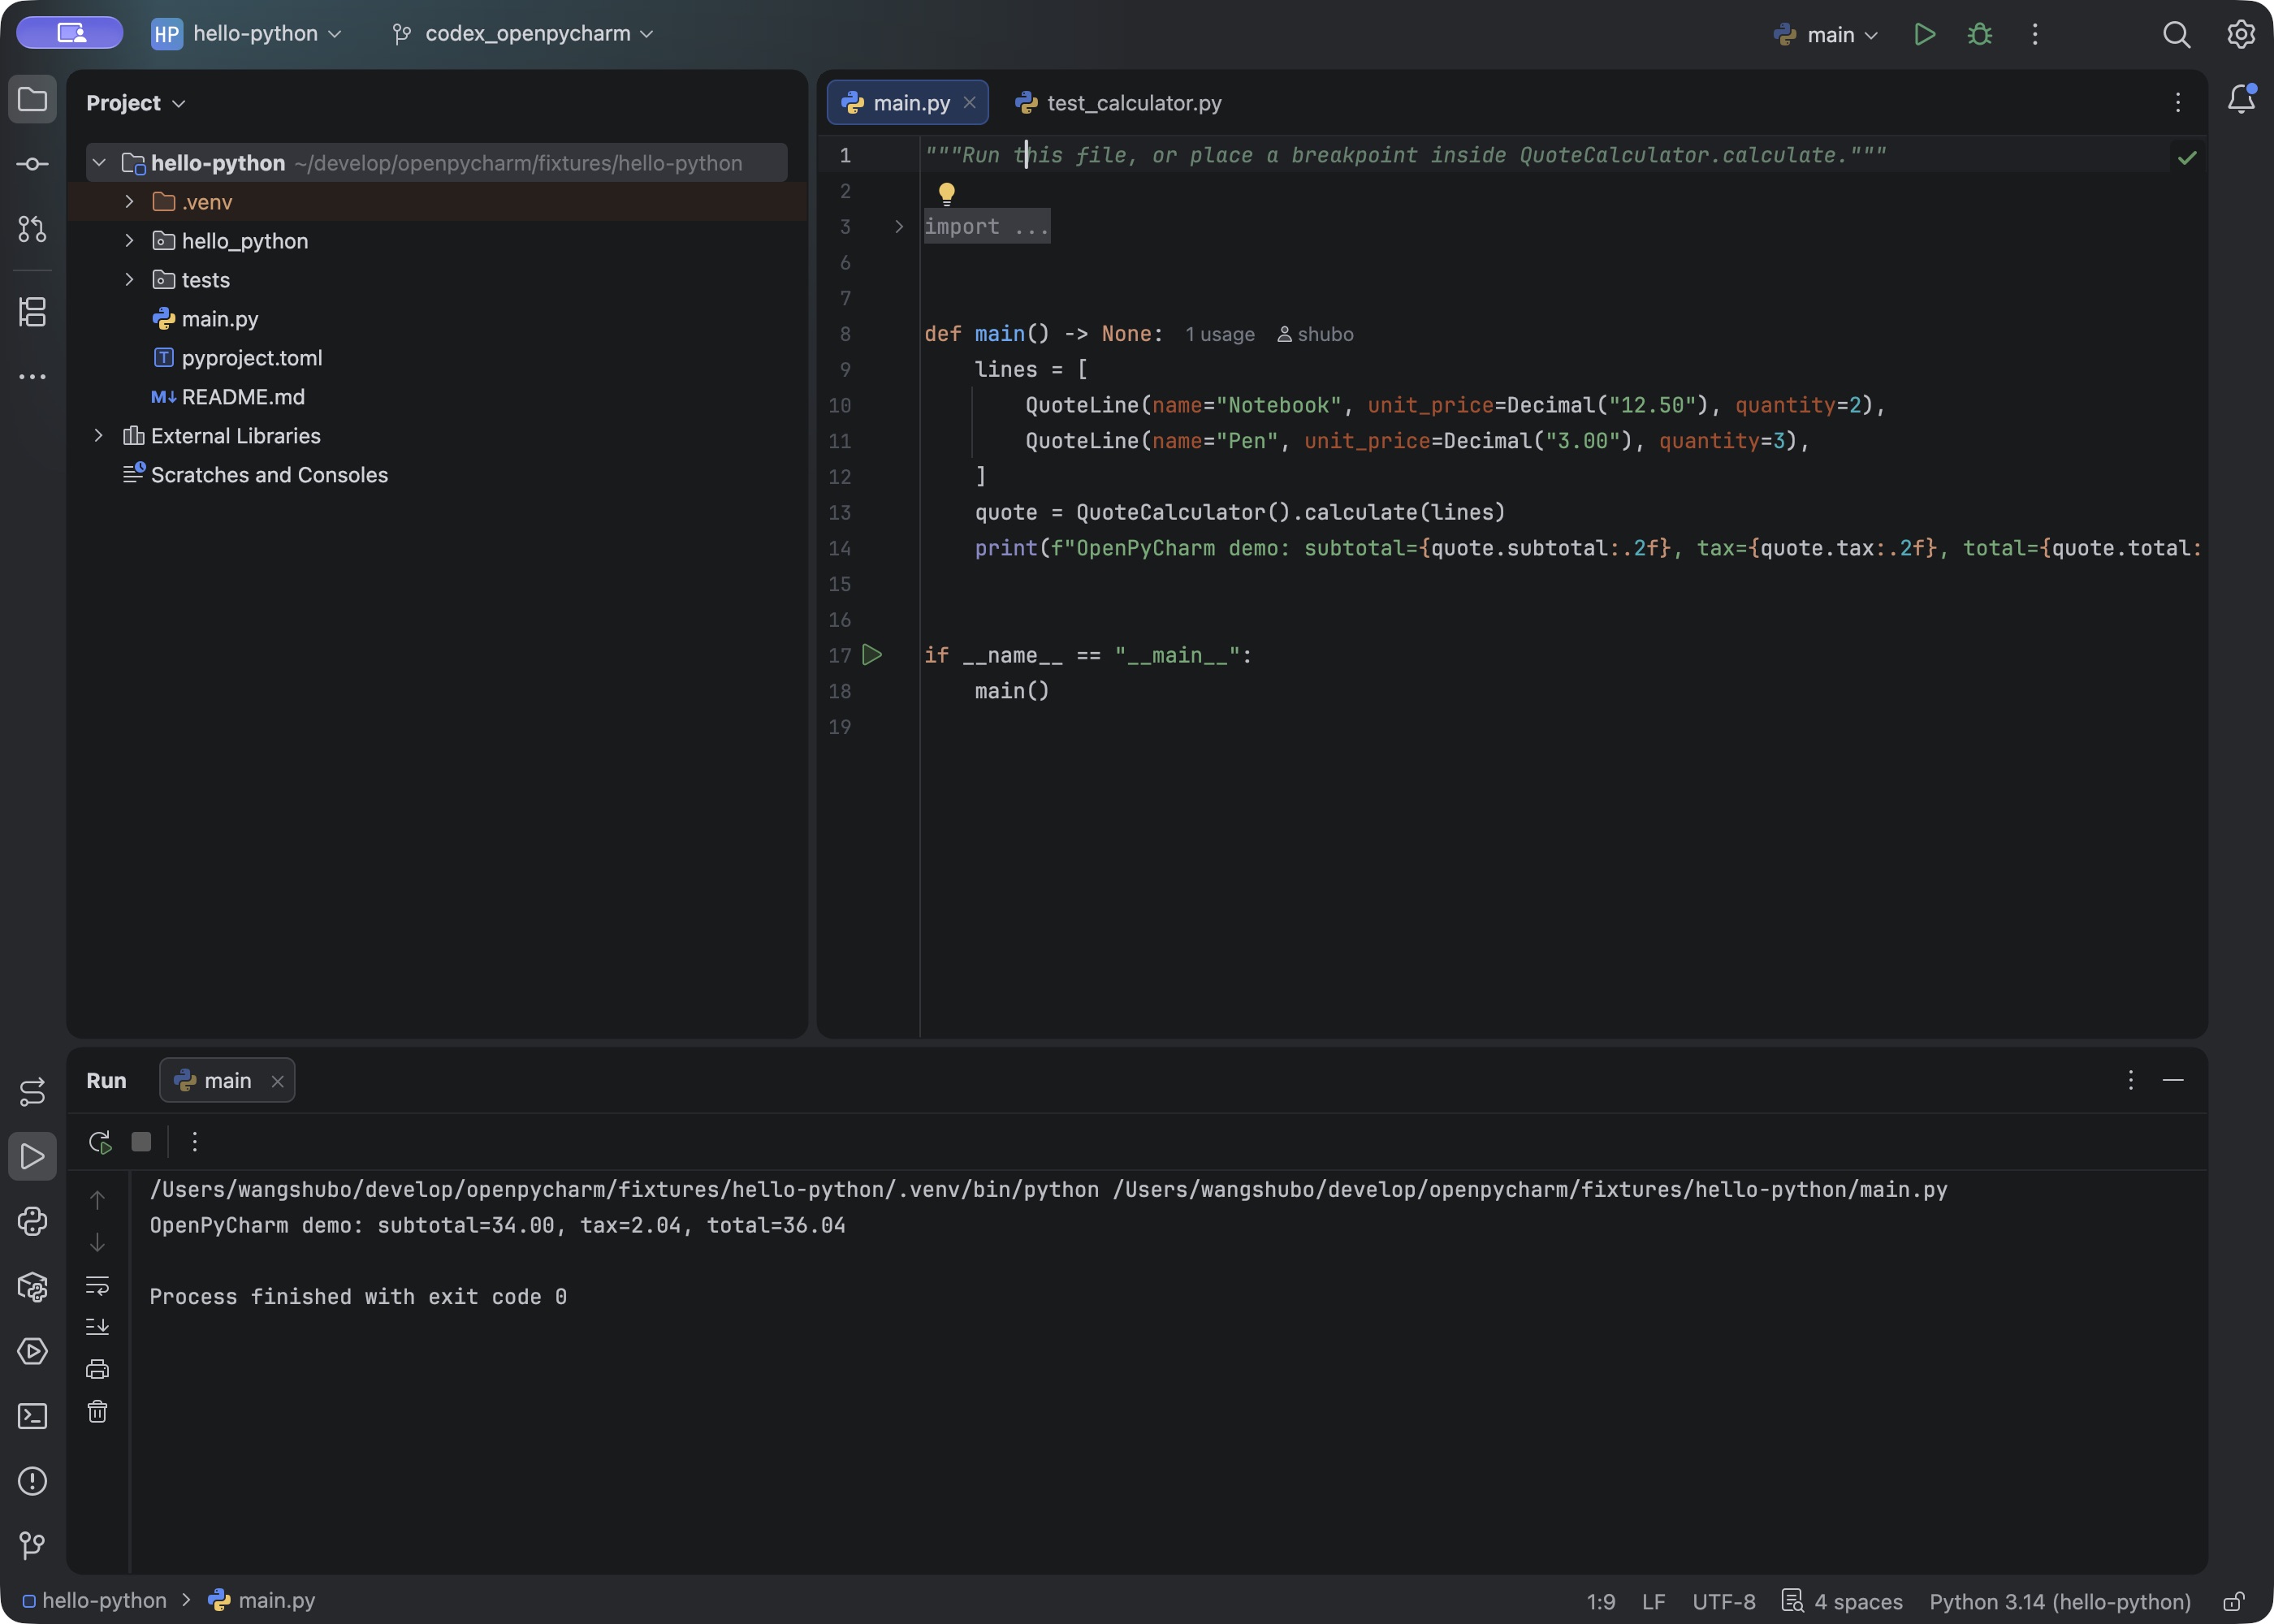 HP hello-python codex_openpycharm main
Project
hello-python ~/develop/openpycharm/fixtures/hello-python
.venv
hello_python
tests
main.py
T pyproject.toml
M↓ README.md
External Libraries
Scratches and Consoles
main.py test_calculator.py
1 """Run this file, or place a breakpoint inside QuoteCalculator.calculate."""
2
3 import ...
6
7
8 def main() -> None: 1 usage shubo
9 lines = [
10 QuoteLine(name="Notebook", unit_price=Decimal("12.50"), quantity=2),
11 QuoteLine(name="Pen", unit_price=Decimal("3.00"), quantity=3),
12 ]
13 quote = QuoteCalculator().calculate(lines)
14 print(f"OpenPyCharm demo: subtotal={quote.subtotal:.2f}, tax={quote.tax:.2f}, total={quote.total:
15
16
17 if __name__ == "__main__":
18 main()
19
Run main
/Users/wangshubo/develop/openpycharm/fixtures/hello-python/.venv/bin/python /Users/wangshubo/develop/openpycharm/fixtures/hello-python/main.py
OpenPyCharm demo: subtotal=34.00, tax=2.04, total=36.04
Process finished with exit code 0
hello-python > main.py 1:9 LF UTF-8 4 spaces Python 3.14 (hello-python)